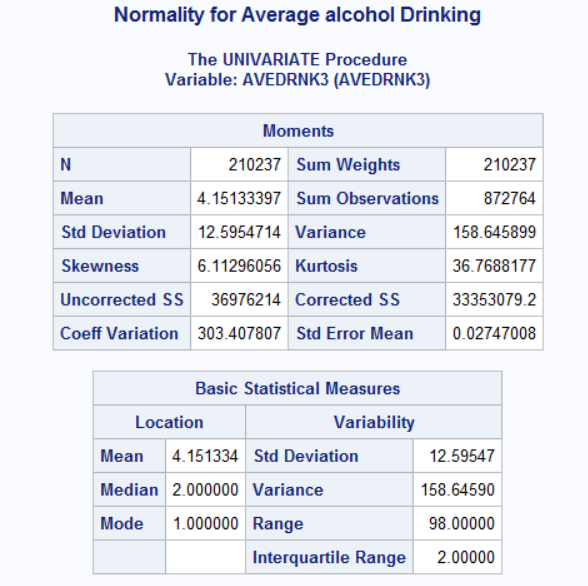 Normality for Average alcohol Drinking
The UNIVARIATE Procedure
Variable: AVEDRNK3 (AVEDRNK3)
Moments
N 210237 Sum Weights 210237
Mean 4.15133397 Sum Observations 872764
Std Deviation 12.5954714 Variance 158.645899
Skewness 6.11296056 Kurtosis 36.7688177
Uncorrected SS 36976214 Corrected SS 33353079.2
Coeff Variation 303.407807 Std Error Mean 0.02747008
Basic Statistical Measures
Location Variability
Mean 4.151334 Std Deviation 12.59547
Median 2.000000 Variance 158.64590
Mode 1.000000 Range 98.00000
Interquartile Range 2.00000